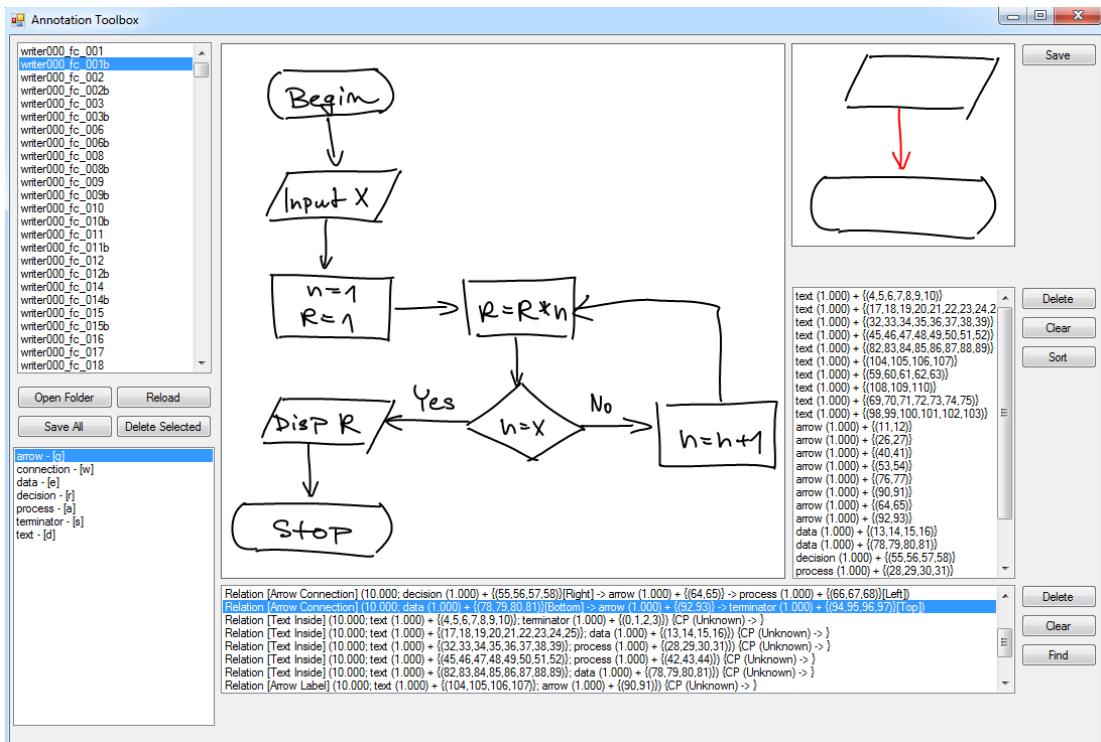 Annotation Toolbox
writer000_fc_001
writer000_fc_001b
writer000_fc_002
writer000_fc_002b
writer000_fc_003
writer000_fc_003b
writer000_fc_006
writer000_fc_006b
writer000_fc_008
writer000_fc_008b
writer000_fc_009
writer000_fc_009b
writer000_fc_010
writer000_fc_010b
writer000_fc_011
writer000_fc_011b
writer000_fc_012
writer000_fc_012b
writer000_fc_014
writer000_fc_014b
writer000_fc_015
writer000_fc_015b
writer000_fc_016
writer000_fc_017
writer000_fc_018
Open Folder
Reload
Save All
Delete Selected
arrow - [q]
connection - [w]
data - [e]
decision - [r]
process - [a]
terminator - [s]
text - [d]
Begin
Input X
n=1
R=1
R=R*n
Yes
No
Disp R
n=X
n=n+1
Stop
Save
text (1.000) + {(4,5,6,7,8,9,10)}
text (1.000) + {(17,18,19,20,21,22,23,24,2
text (1.000) + {(32,33,34,35,36,37,38,39)}
text (1.000) + {(45,46,47,48,49,50,51,52)}
text (1.000) + {(82,83,84,85,86,87,88,89)}
text (1.000) + {(104,105,106,107)}
text (1.000) + {(59,60,61,62,63)}
text (1.000) + {(108,109,110)}
text (1.000) + {(69,70,71,72,73,74,75)}
text (1.000) + {(98,99,100,101,102,103)}
arrow (1.000) + {(11,12)}
arrow (1.000) + {(26,27)}
arrow (1.000) + {(40,41)}
arrow (1.000) + {(53,54)}
arrow (1.000) + {(76,77)}
arrow (1.000) + {(90,91)}
arrow (1.000) + {(64,65)}
arrow (1.000) + {(92,93)}
data (1.000) + {(13,14,15,16)}
data (1.000) + {(78,79,80,81)}
decision (1.000) + {(55,56,57,58)}
process (1.000) + {(28,29,30,31)}
Delete
Clear
Sort
Relation [Arrow Connection] (10.000; decision (1.000) + {(55,56,57,58)}[Right] -> arrow (1.000) + {(64,65)} -> process (1.000) + {(66,67,68)}[Left])
Relation [Arrow Connection] (10.000; data (1.000) + {(78,79,80,81)}[Bottom] -> arrow (1.000) + {(92,93)} -> terminator (1.000) + {(94,95,96,97)}[Top])
Relation [Text Inside] (10.000; text (1.000) + {(4,5,6,7,8,9,10)}; terminator (1.000) + {(0,1,2,3)}) {CP (Unknown) -> }
Relation [Text Inside] (10.000; text (1.000) + {(17,18,19,20,21,22,23,24,25)}; data (1.000) + {(13,14,15,16)}) {CP (Unknown) -> }
Relation [Text Inside] (10.000; text (1.000) + {(32,33,34,35,36,37,38,39)}; process (1.000) + {(28,29,30,31)}) {CP (Unknown) -> }
Relation [Text Inside] (10.000; text (1.000) + {(45,46,47,48,49,50,51,52)}; process (1.000) + {(42,43,44)}) {CP (Unknown) -> }
Relation [Text Inside] (10.000; text (1.000) + {(82,83,84,85,86,87,88,89)}; data (1.000) + {(78,79,80,81)}) {CP (Unknown) -> }
Relation [Arrow Label] (10.000; text (1.000) + {(104,105,106,107)}; arrow (1.000) + {(90,91)}) {CP (Unknown) -> }
Delete
Clear
Find